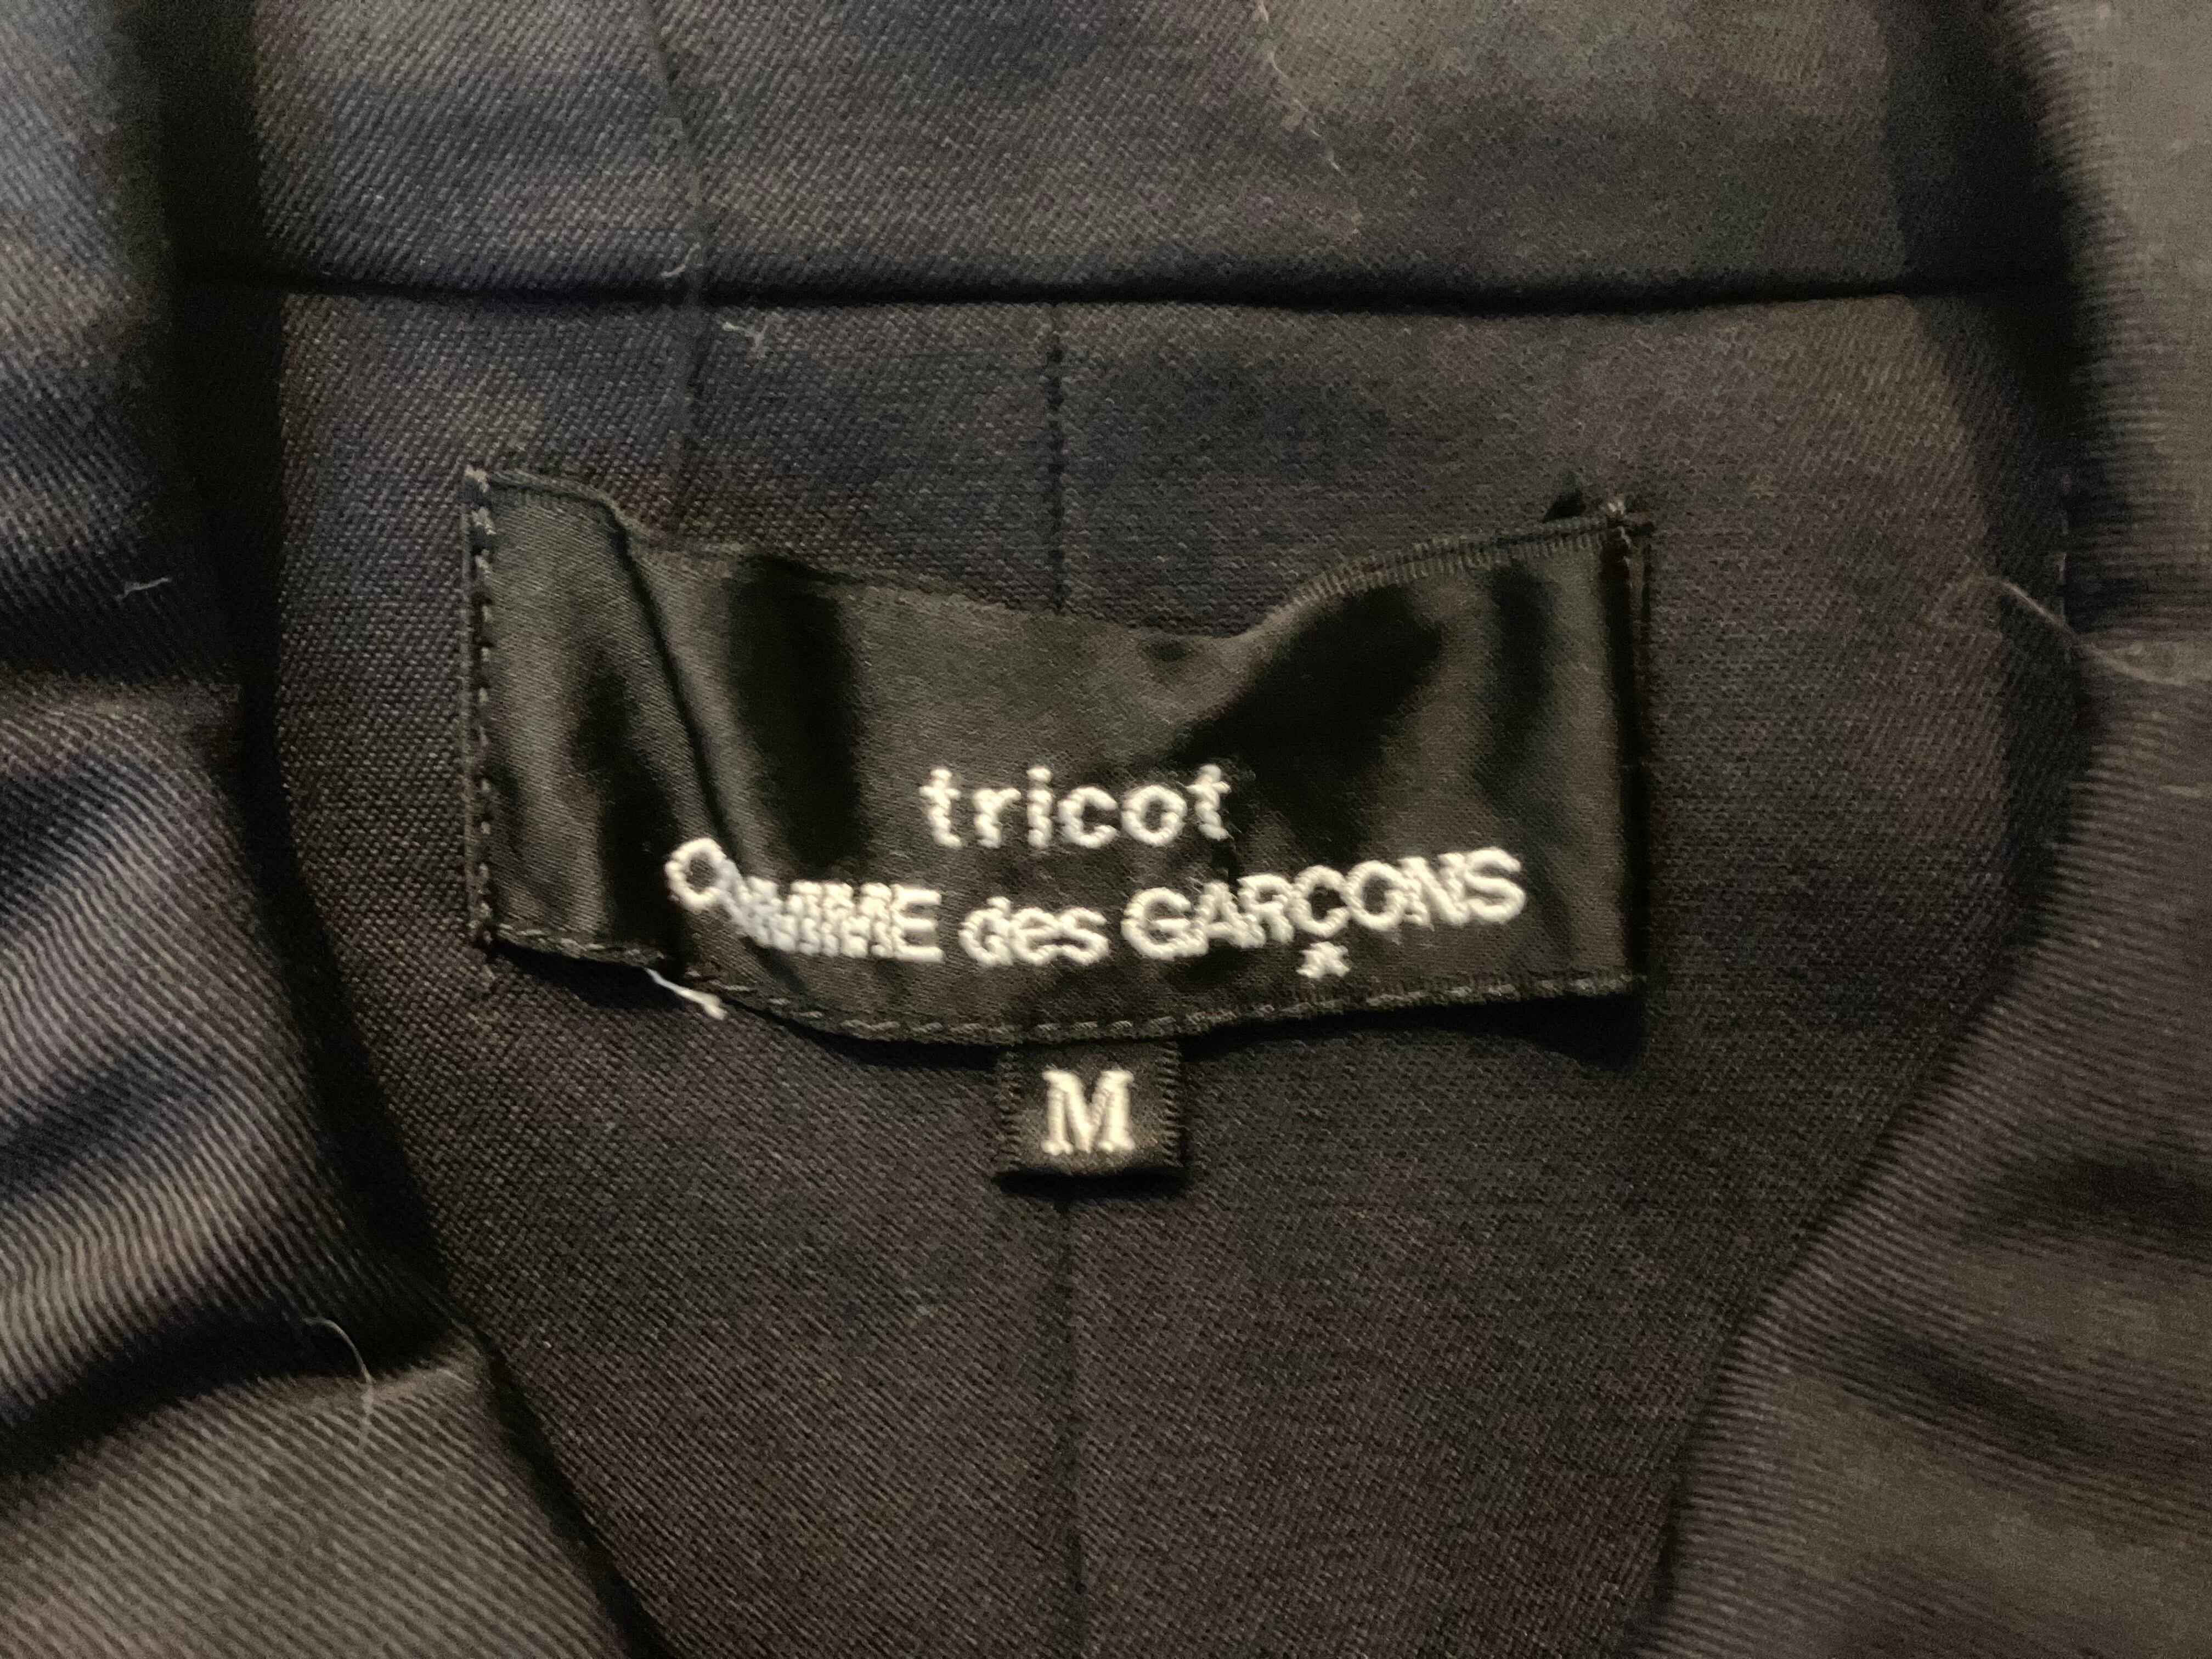 tricot
COMME des GARÇONS
M